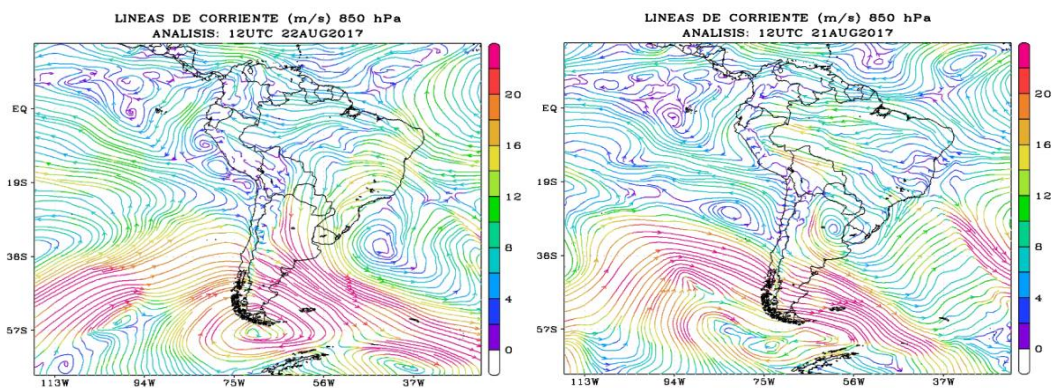 LINEAS DE CORRIENTE (m/s) 850 hPa
ANALISIS: 12UTC 22AUG2017
EQ
19S
36S
57S
113W
94W
75W
56W
37W
20
16
12
8
4
0
LINEAS DE CORRIENTE (m/s) 850 hPa
ANALISIS: 12UTC 21AUG2017
EQ
19S
36S
57S
113W
94W
75W
56W
37W
20
16
12
8
4
0